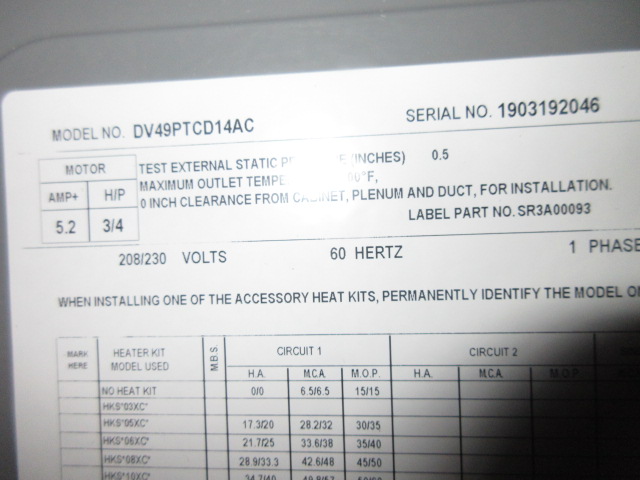 MODEL NO. DV49PTCD14AC SERIAL NO. 1903192046
MOTOR
AMP+ H/P
5.2 3/4
TEST EXTERNAL STATIC (INCHES) 0.5
MAXIMUM OUTLET °F,
0 INCH CLEARANCE FROM CABINET, PLENUM AND DUCT, FOR INSTALLATION.
LABEL PART NO. SR3A00093
208/230 VOLTS 60 HERTZ 1 PHASE
WHEN INSTALLING ONE OF THE ACCESSORY HEAT KITS, PERMANENTLY IDENTIFY THE MODEL
MARK HERE HEATER KIT MODEL USED M.B.S. CIRCUIT 1 CIRCUIT 2
H.A. M.C.A. M.O.P. H.A. M.C.A. M.O.P
NO HEAT KIT 0/0 6.5/6.5 15/15
HKS*03XC*
HKS*05XC* 17.3/20 28.2/32 30/35
HKS*06XC* 21.7/25 33.6/38 35/40
HKS*08XC* 28.9/33.3 42.6/48 45/50
HKS*10XC* 34.7/40